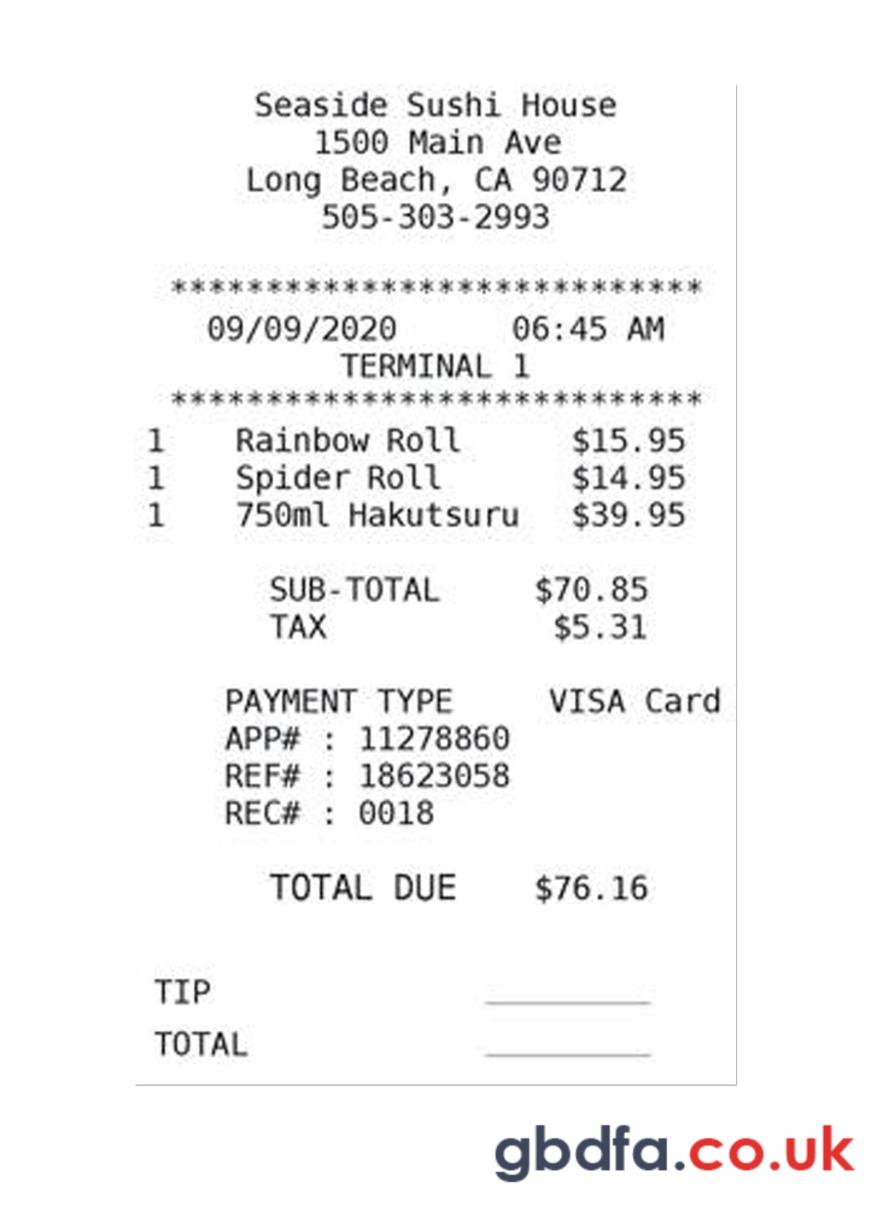 Seaside Sushi House
1500 Main Ave
Long Beach, CA 90712
505-303-2993
****************************
09/09/2020 06:45 AM
TERMINAL 1
****************************
1 Rainbow Roll $15.95
1 Spider Roll $14.95
1 750ml Hakutsuru $39.95
SUB-TOTAL $70.85
TAX $5.31
PAYMENT TYPE VISA Card
APP# : 11278860
REF# : 18623058
REC# : 0018
TOTAL DUE $76.16
TIP
TOTAL
gbdfa.co.uk